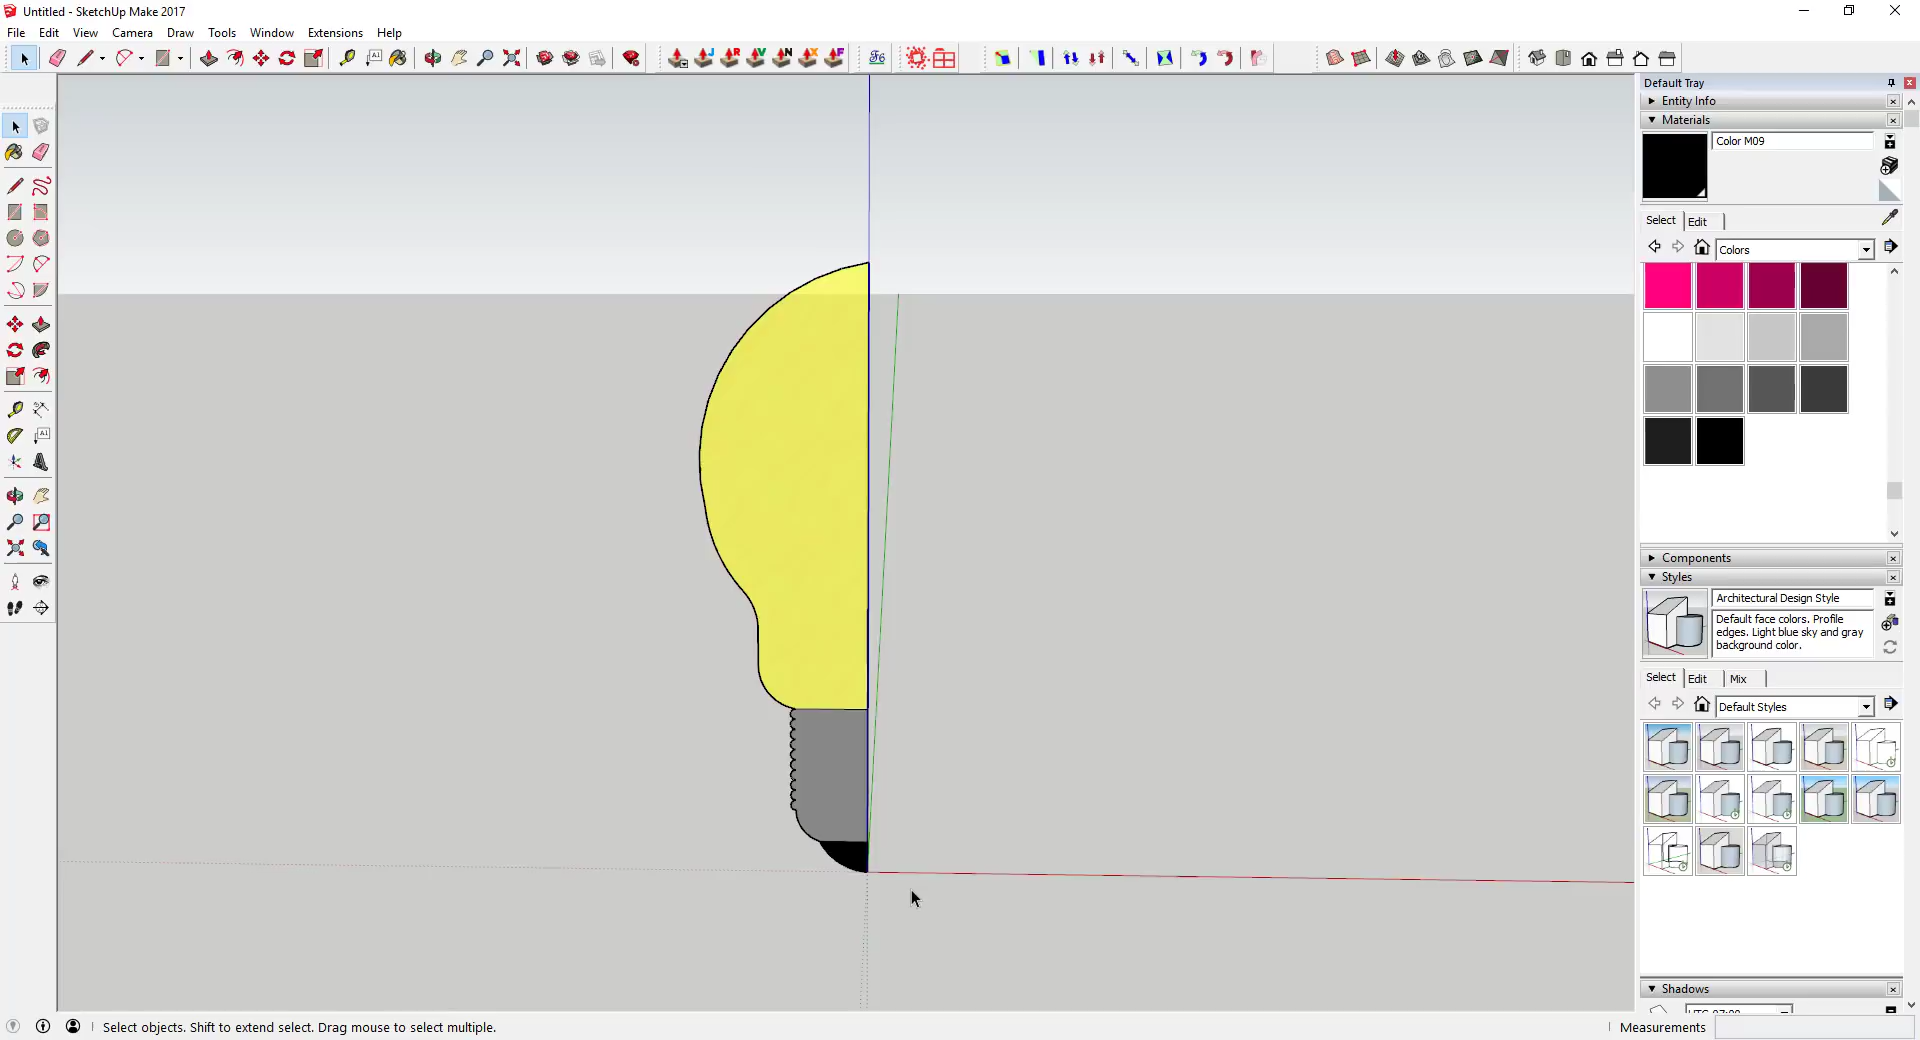 Untitled - SketchUp Make 2017
File Edit View Camera Draw Tools Window Extensions Help
J R V N X F
Default Tray
Entity Info
Materials
Color M09
Select Edit
Colors
Components
Styles
Architectural Design Style
Default face colors. Profile
edges. Light blue sky and gray
background color.
Select Edit Mix
Default Styles
Shadows
Select objects. Shift to extend select. Drag mouse to select multiple.
Measurements